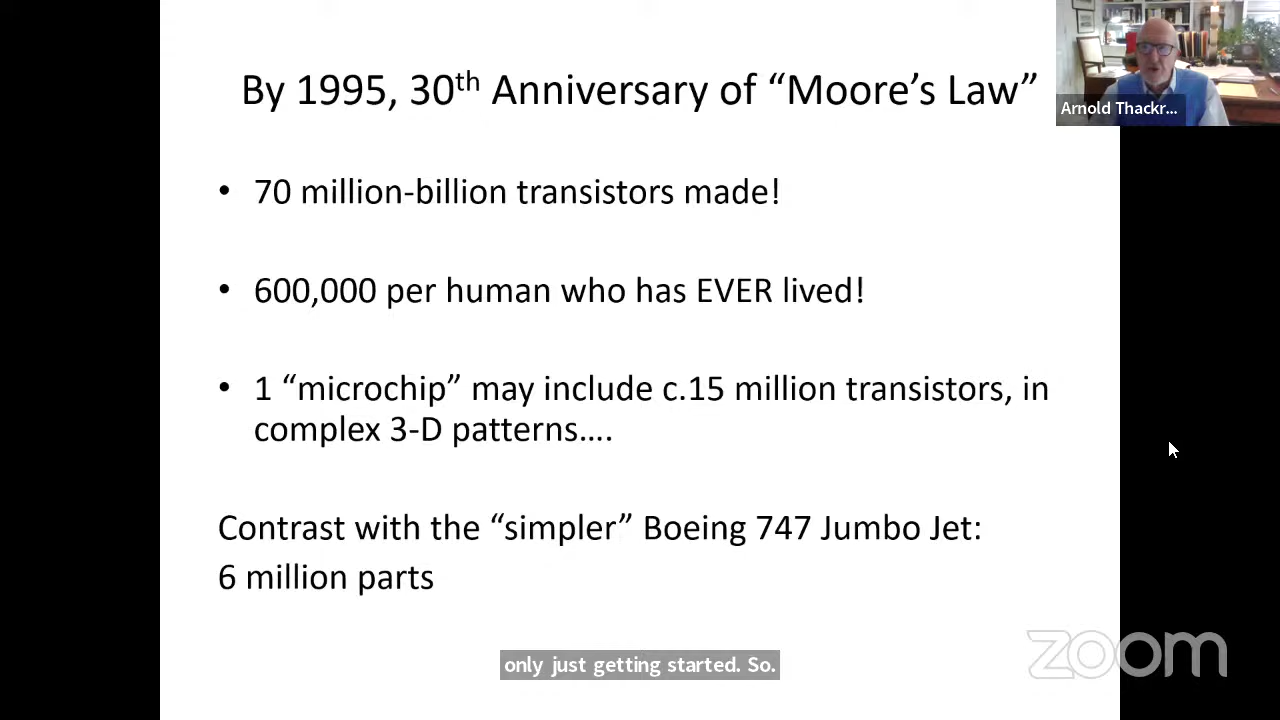 By 1995, 30th Anniversary of “Moore’s Law”
Arnold Thackr...
• 70 million-billion transistors made!
• 600,000 per human who has EVER lived!
• 1 “microchip” may include c.15 million transistors, in
complex 3-D patterns….
Contrast with the “simpler” Boeing 747 Jumbo Jet:
6 million parts
only just getting started. So.
zoom